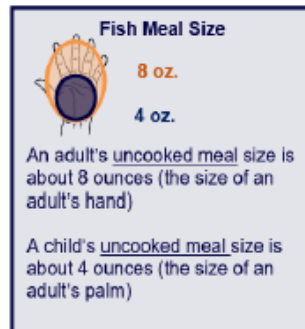 Fish Meal Size
8 oz.
4 oz.
An adult's uncooked meal size is
about 8 ounces (the size of an
adult's hand)
A child's uncooked meal size is
about 4 ounces (the size of an
adult's palm)